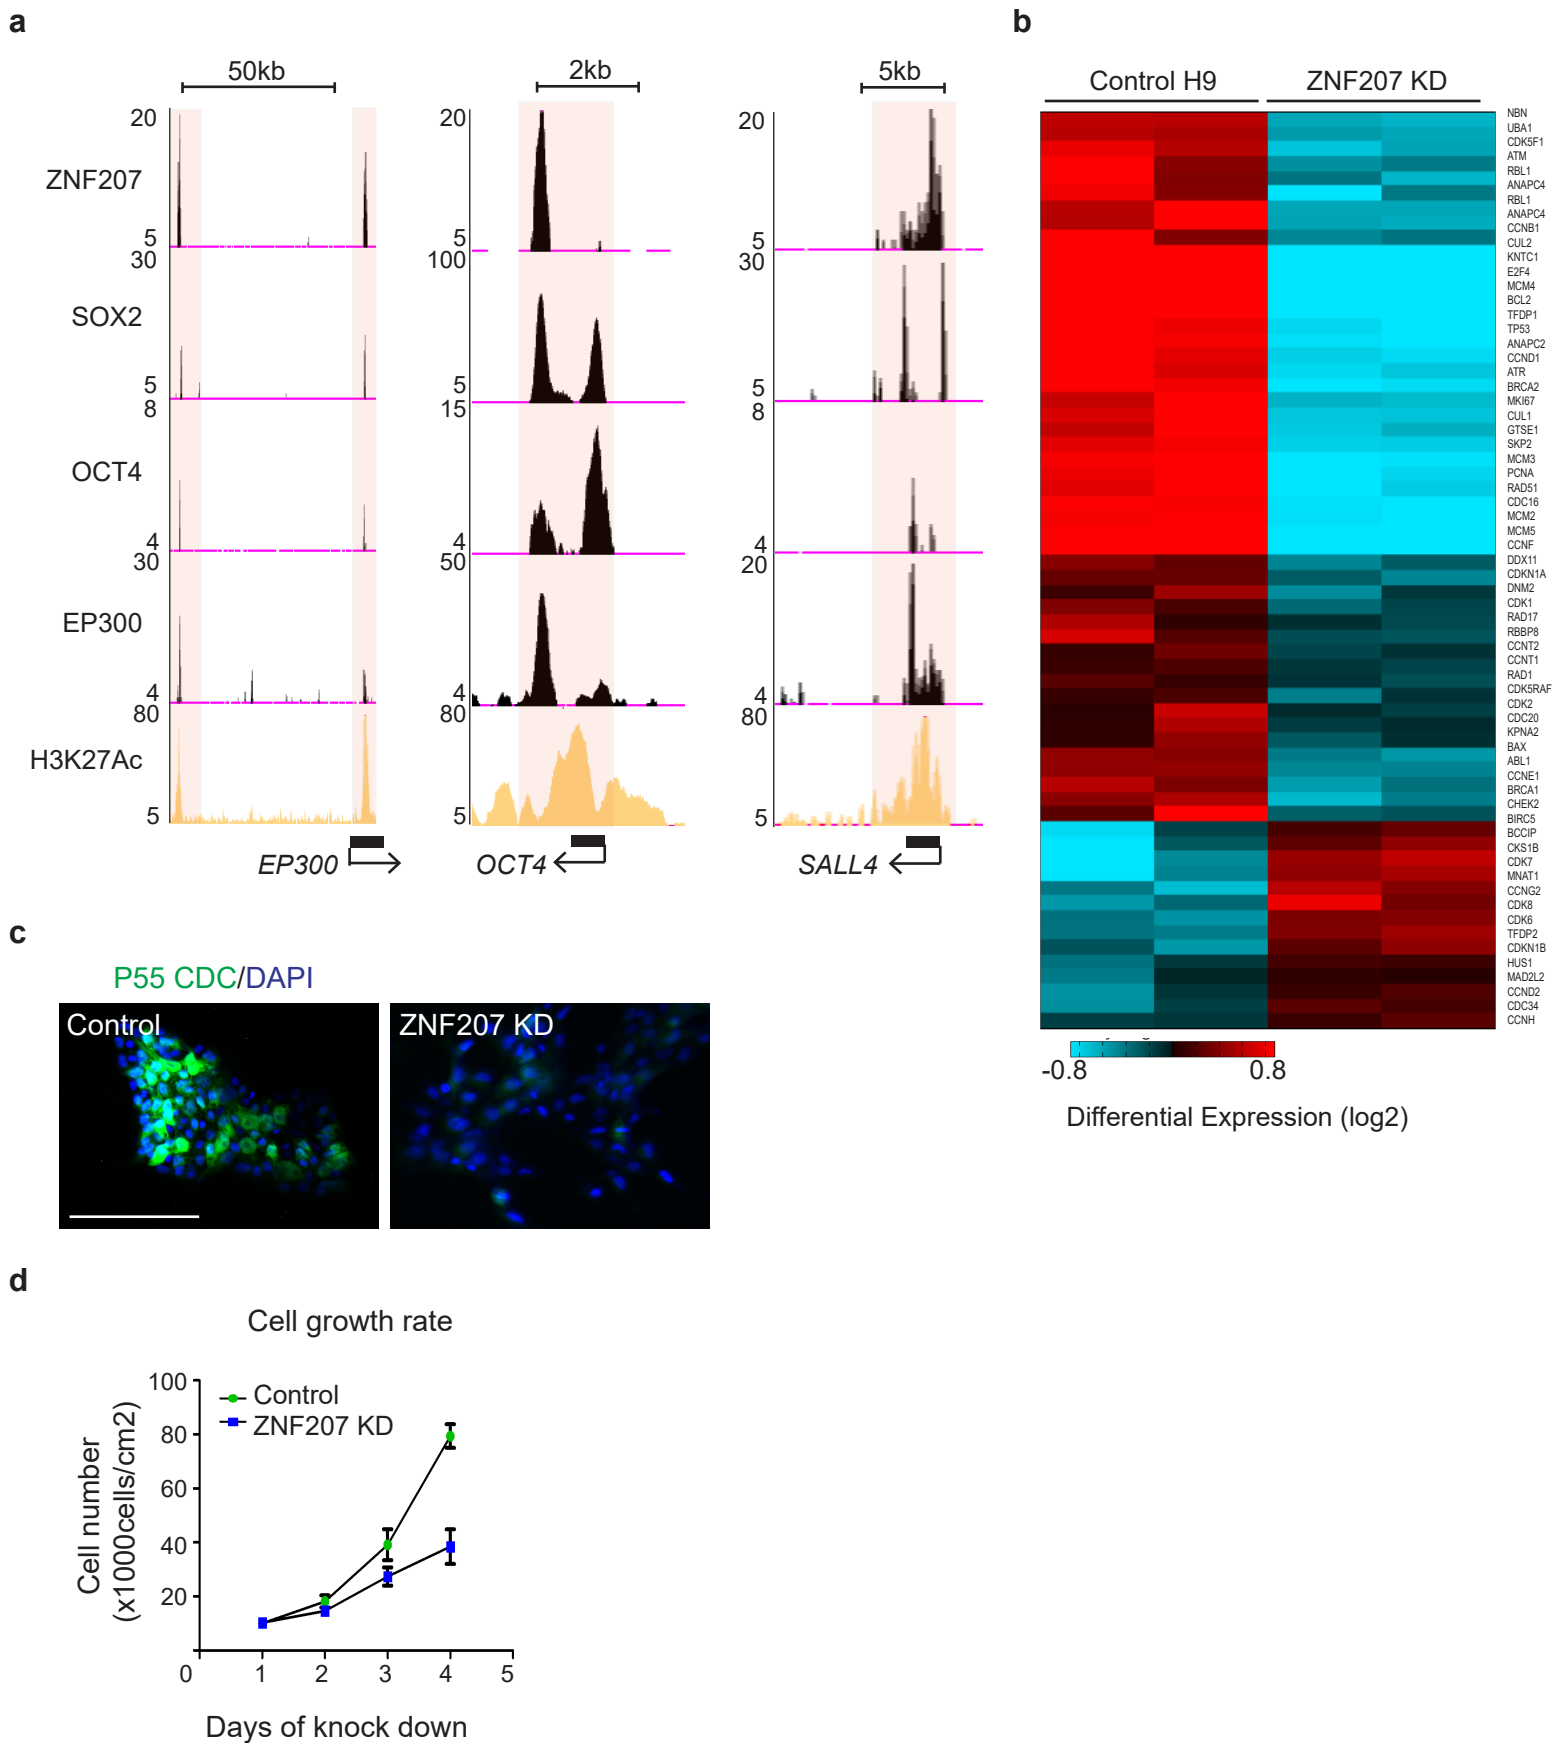 a
50kb
2kb
5kb
ZNF207
20
5
20
5
20
5
SOX2
30
5
100
5
30
5
OCT4
8
4
15
4
8
4
EP300
30
4
50
4
20
4
H3K27Ac
80
5
80
5
80
5
EP300
OCT4
SALL4
b
Control H9
ZNF207 KD
NBN
UBA1
CDK5F1
ATM
RBL1
ANAPC4
RBL1
ANAPC4
CCNB1
CUL2
KNTC1
E2F4
MCM4
BCL2
TFDP1
TP53
ANAPC2
CCND1
ATR
BRCA2
MKI67
CUL1
GTSE1
SKP2
MCM3
PCNA
RAD51
CDC16
MCM2
MCM5
CCNF
DDX11
CDKN1A
DNM2
CDK1
RAD17
RBBP8
CCNT2
CCNT1
RAD1
CDK5RAF
CDK2
CDC20
KPNA2
BAX
ABL1
CCNE1
BRCA1
CHEK2
BIRC5
BCCIP
CKS1B
CDK7
MNAT1
CCNG2
CDK8
CDK6
TFDP2
CDKN1B
HUS1
MAD2L2
CCND2
CDC34
CCNH
-0.8
0.8
Differential Expression (log2)
c
P55 CDC/DAPI
Control
ZNF207 KD
d
Cell growth rate
Control
ZNF207 KD
Cell number
(x1000cells/cm2)
100
80
60
40
20
0
1
2
3
4
5
Days of knock down